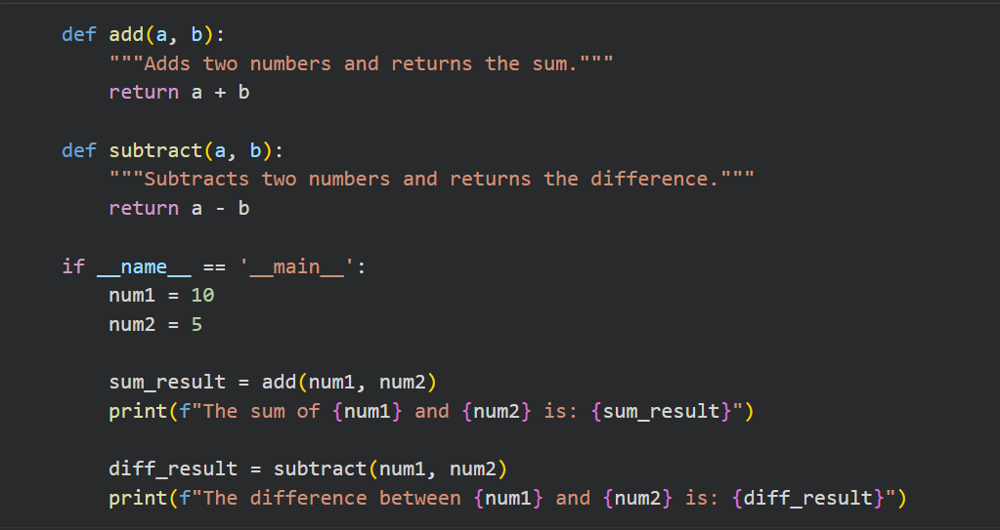 def add(a, b):
    """Adds two numbers and returns the sum."""
    return a + b

def subtract(a, b):
    """Subtracts two numbers and returns the difference."""
    return a - b

if __name__ == '__main__':
    num1 = 10
    num2 = 5

    sum_result = add(num1, num2)
    print(f"The sum of {num1} and {num2} is: {sum_result}")

    diff_result = subtract(num1, num2)
    print(f"The difference between {num1} and {num2} is: {diff_result}")